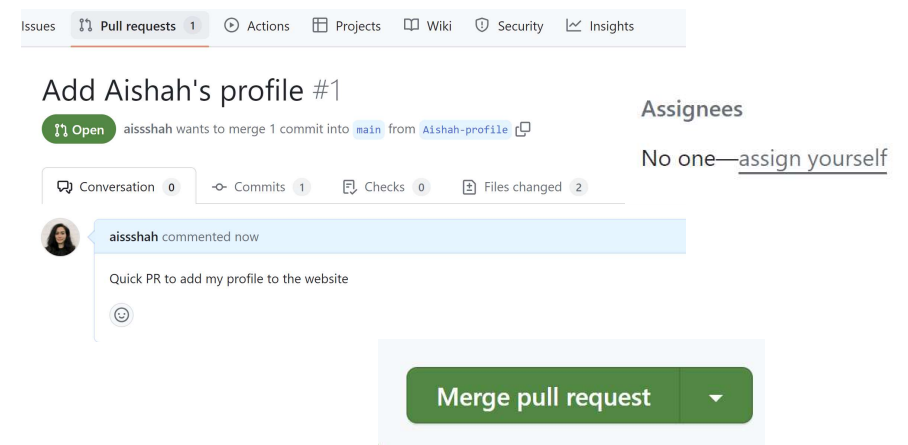 Issues Pull requests 1 Actions Projects Wiki Security Insights
Add Aishah's profile #1
Open aissshah wants to merge 1 commit into main from Aishah-profile
Assignees
No one—assign yourself
Conversation 0 Commits 1 Checks 0 Files changed 2
aissshah commented now
Quick PR to add my profile to the website
Merge pull request